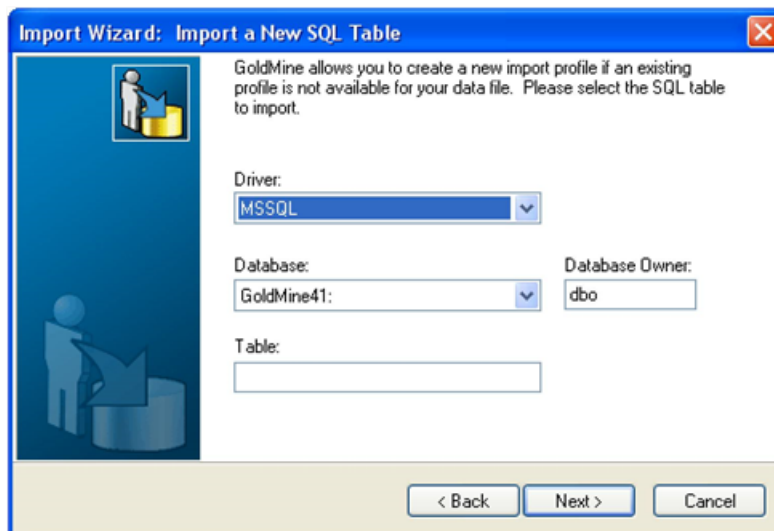 Import Wizard: Import a New SQL Table
GoldMine allows you to create a new import profile if an existing
profile is not available for your data file. Please select the SQL table
to import.
Driver:
MSSQL
Database:
Database Owner:
GoldMine41:
dbo
Table:
< Back
Next >
Cancel